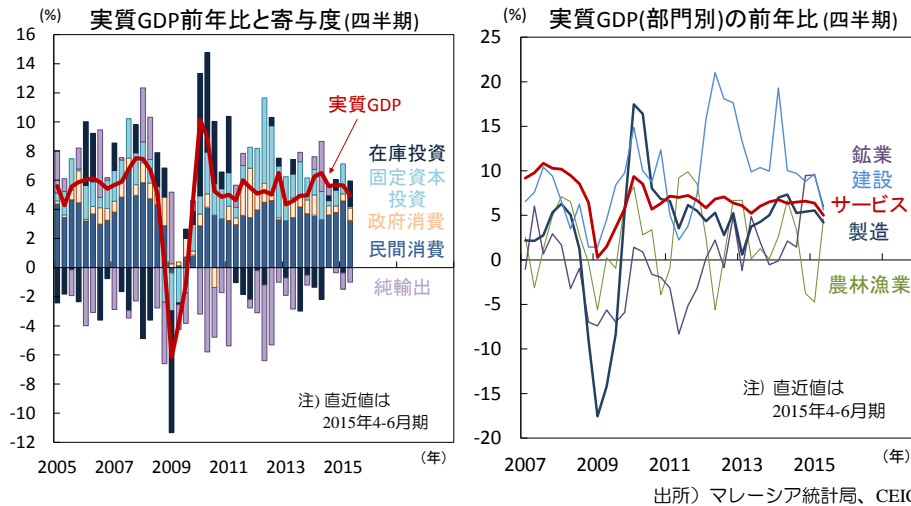 実質GDP前年比と寄与度(四半期)
(%)
16
14
12
10
8
6
4
2
0
-2
-4
-6
-8
-10
-12
実質GDP
在庫投資
固定資本
投資
政府消費
民間消費
純輸出
注) 直近値は
2015年4-6月期
2005
2007
2009
2011
2013
2015
(年)
実質GDP(部門別)の前年比(四半期)
(%)
25
20
15
10
5
0
-5
-10
-15
-20
鉱業
建設
サービス
製造
農林漁業
注) 直近値は
2015年4-6月期
2007
2009
2011
2013
2015
(年)
出所）マレーシア統計局、CEIC